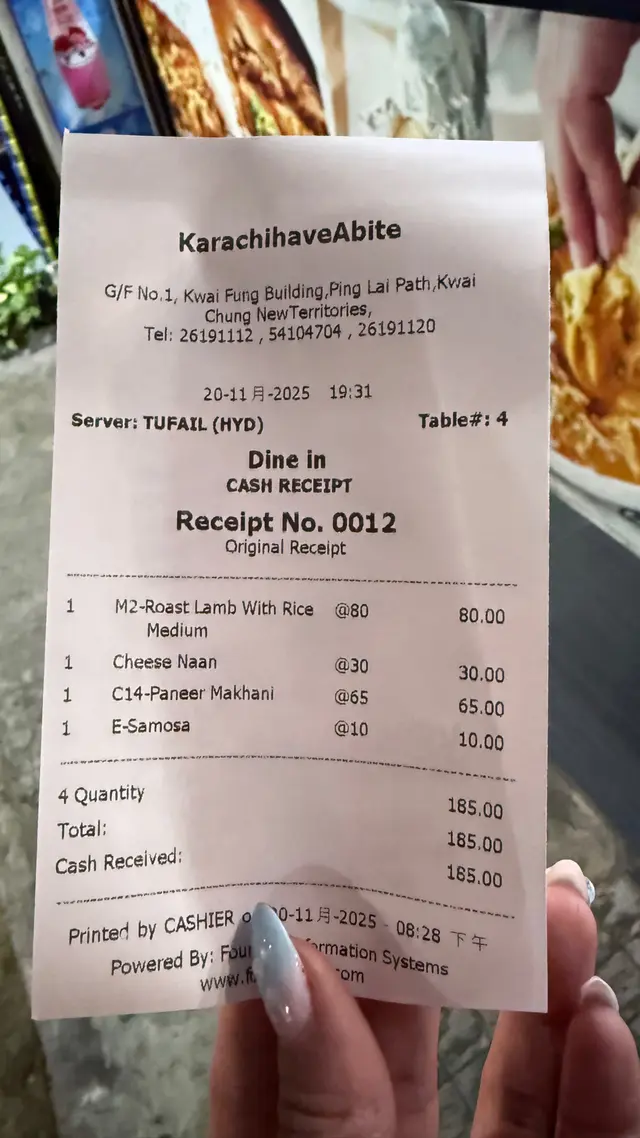 KarachihaveAbite
G/F No.1, Kwai Fung Building,Ping Lai Path,Kwai
Chung NewTerritories,
Tel: 26191112 , 54104704 , 26191120
20-11月-2025 19:31
Server: TUFAIL (HYD) Table#: 4
Dine in
CASH RECEIPT
Receipt No. 0012
Original Receipt
1 M2-Roast Lamb With Rice @80 80.00
Medium
1 Cheese Naan @30 30.00
1 C14-Paneer Makhani @65 65.00
1 E-Samosa @10 10.00
4 Quantity 185.00
Total: 185.00
Cash Received: 185.00
Printed by CASHIER 20-11月-2025 - 08:28 下午
Powered By: Systems
www.